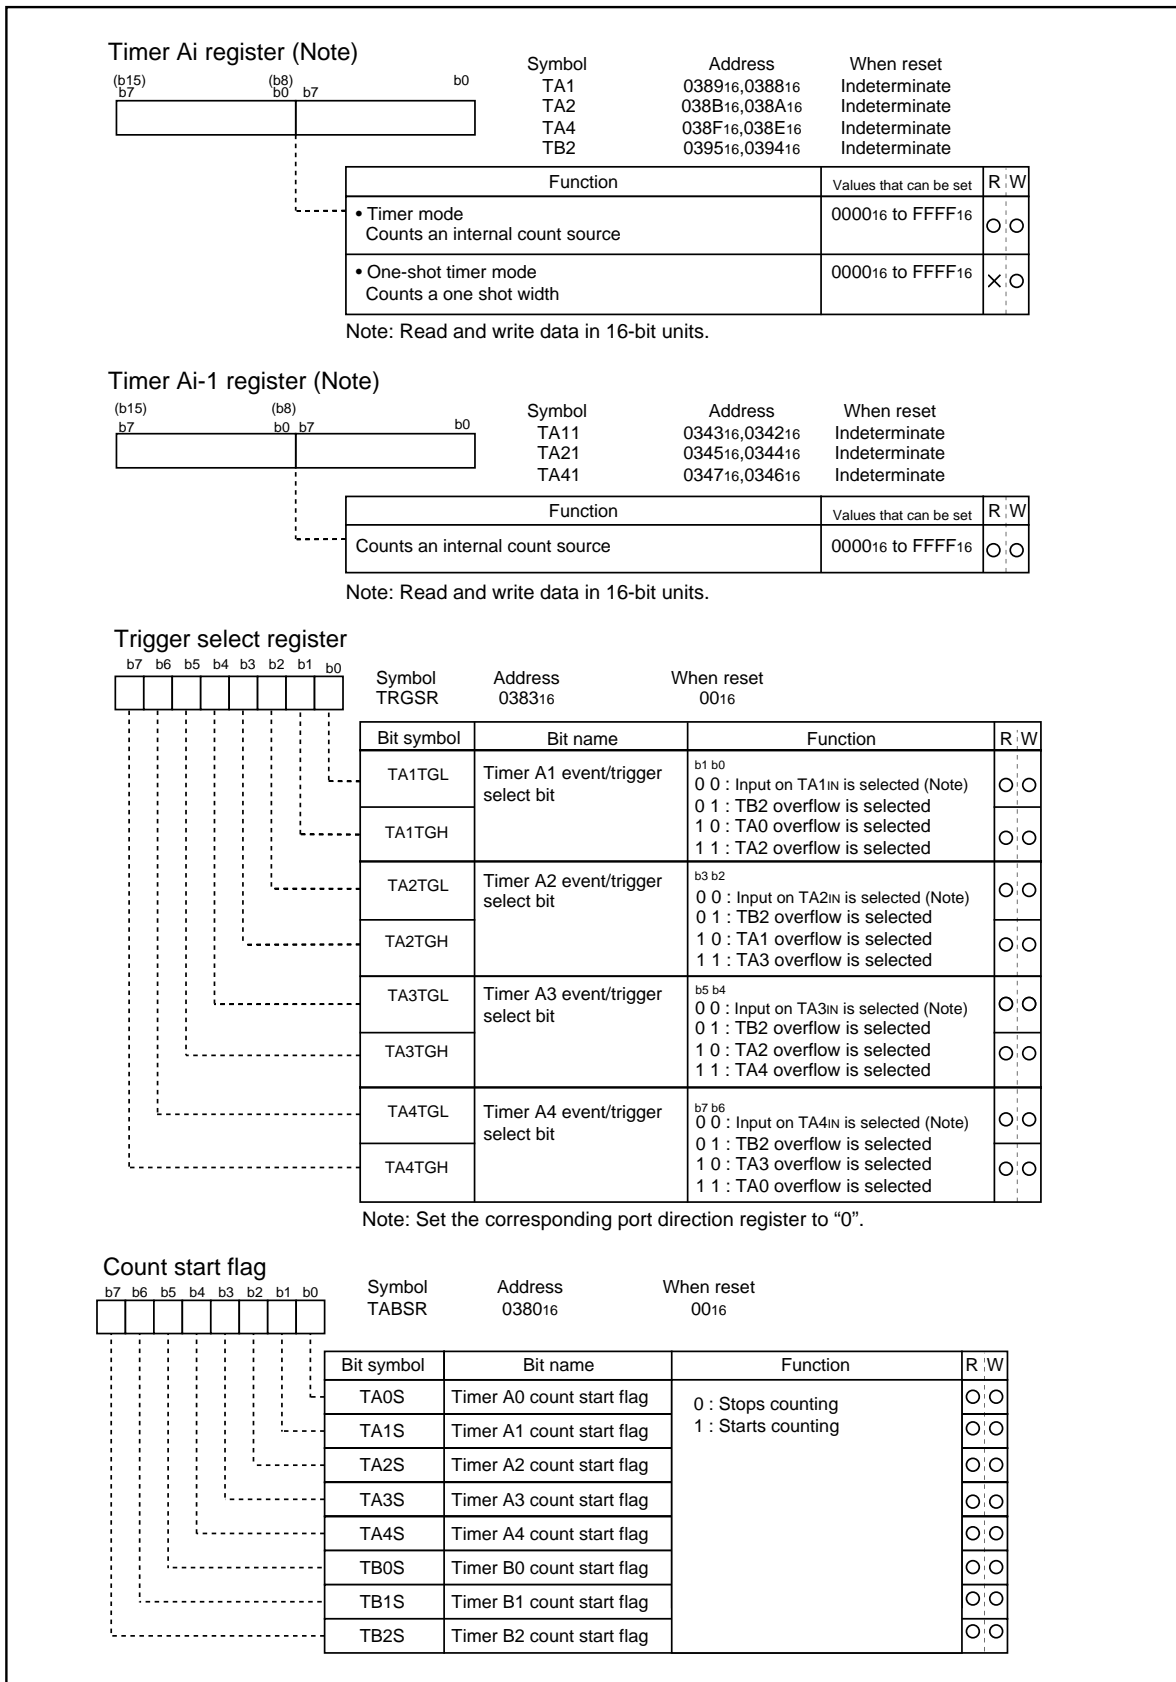 Timer Ai register (Note)
(b15) (b8)
b7 b0 b7 b0
Symbol Address When reset
TA1 038916,038816 Indeterminate
TA2 038B16,038A16 Indeterminate
TA4 038F16,038E16 Indeterminate
TB2 039516,039416 Indeterminate
Function Values that can be set R W
• Timer mode 000016 to FFFF16
Counts an internal count source
• One-shot timer mode 000016 to FFFF16
Counts a one shot width
Note: Read and write data in 16-bit units.
Timer Ai-1 register (Note)
(b15) (b8)
b7 b0 b7 b0
Symbol Address When reset
TA11 034316,034216 Indeterminate
TA21 034516,034416 Indeterminate
TA41 034716,034616 Indeterminate
Function Values that can be set R W
Counts an internal count source 000016 to FFFF16
Note: Read and write data in 16-bit units.
Trigger select register
b7 b6 b5 b4 b3 b2 b1 b0
Symbol Address When reset
TRGSR 038316 0016
Bit symbol Bit name Function R W
TA1TGL Timer A1 event/trigger select bit
TA1TGH
b1 b0
0 0 : Input on TA1IN is selected (Note)
0 1 : TB2 overflow is selected
1 0 : TA0 overflow is selected
1 1 : TA2 overflow is selected
TA2TGL Timer A2 event/trigger select bit
TA2TGH
b3 b2
0 0 : Input on TA2IN is selected (Note)
0 1 : TB2 overflow is selected
1 0 : TA1 overflow is selected
1 1 : TA3 overflow is selected
TA3TGL Timer A3 event/trigger select bit
TA3TGH
b5 b4
0 0 : Input on TA3IN is selected (Note)
0 1 : TB2 overflow is selected
1 0 : TA2 overflow is selected
1 1 : TA4 overflow is selected
TA4TGL Timer A4 event/trigger select bit
TA4TGH
b7 b6
0 0 : Input on TA4IN is selected (Note)
0 1 : TB2 overflow is selected
1 0 : TA3 overflow is selected
1 1 : TA0 overflow is selected
Note: Set the corresponding port direction register to “0”.
Count start flag
b7 b6 b5 b4 b3 b2 b1 b0
Symbol Address When reset
TABSR 038016 0016
Bit symbol Bit name Function R W
TA0S Timer A0 count start flag 0 : Stops counting
1 : Starts counting
TA1S Timer A1 count start flag
TA2S Timer A2 count start flag
TA3S Timer A3 count start flag
TA4S Timer A4 count start flag
TB0S Timer B0 count start flag
TB1S Timer B1 count start flag
TB2S Timer B2 count start flag